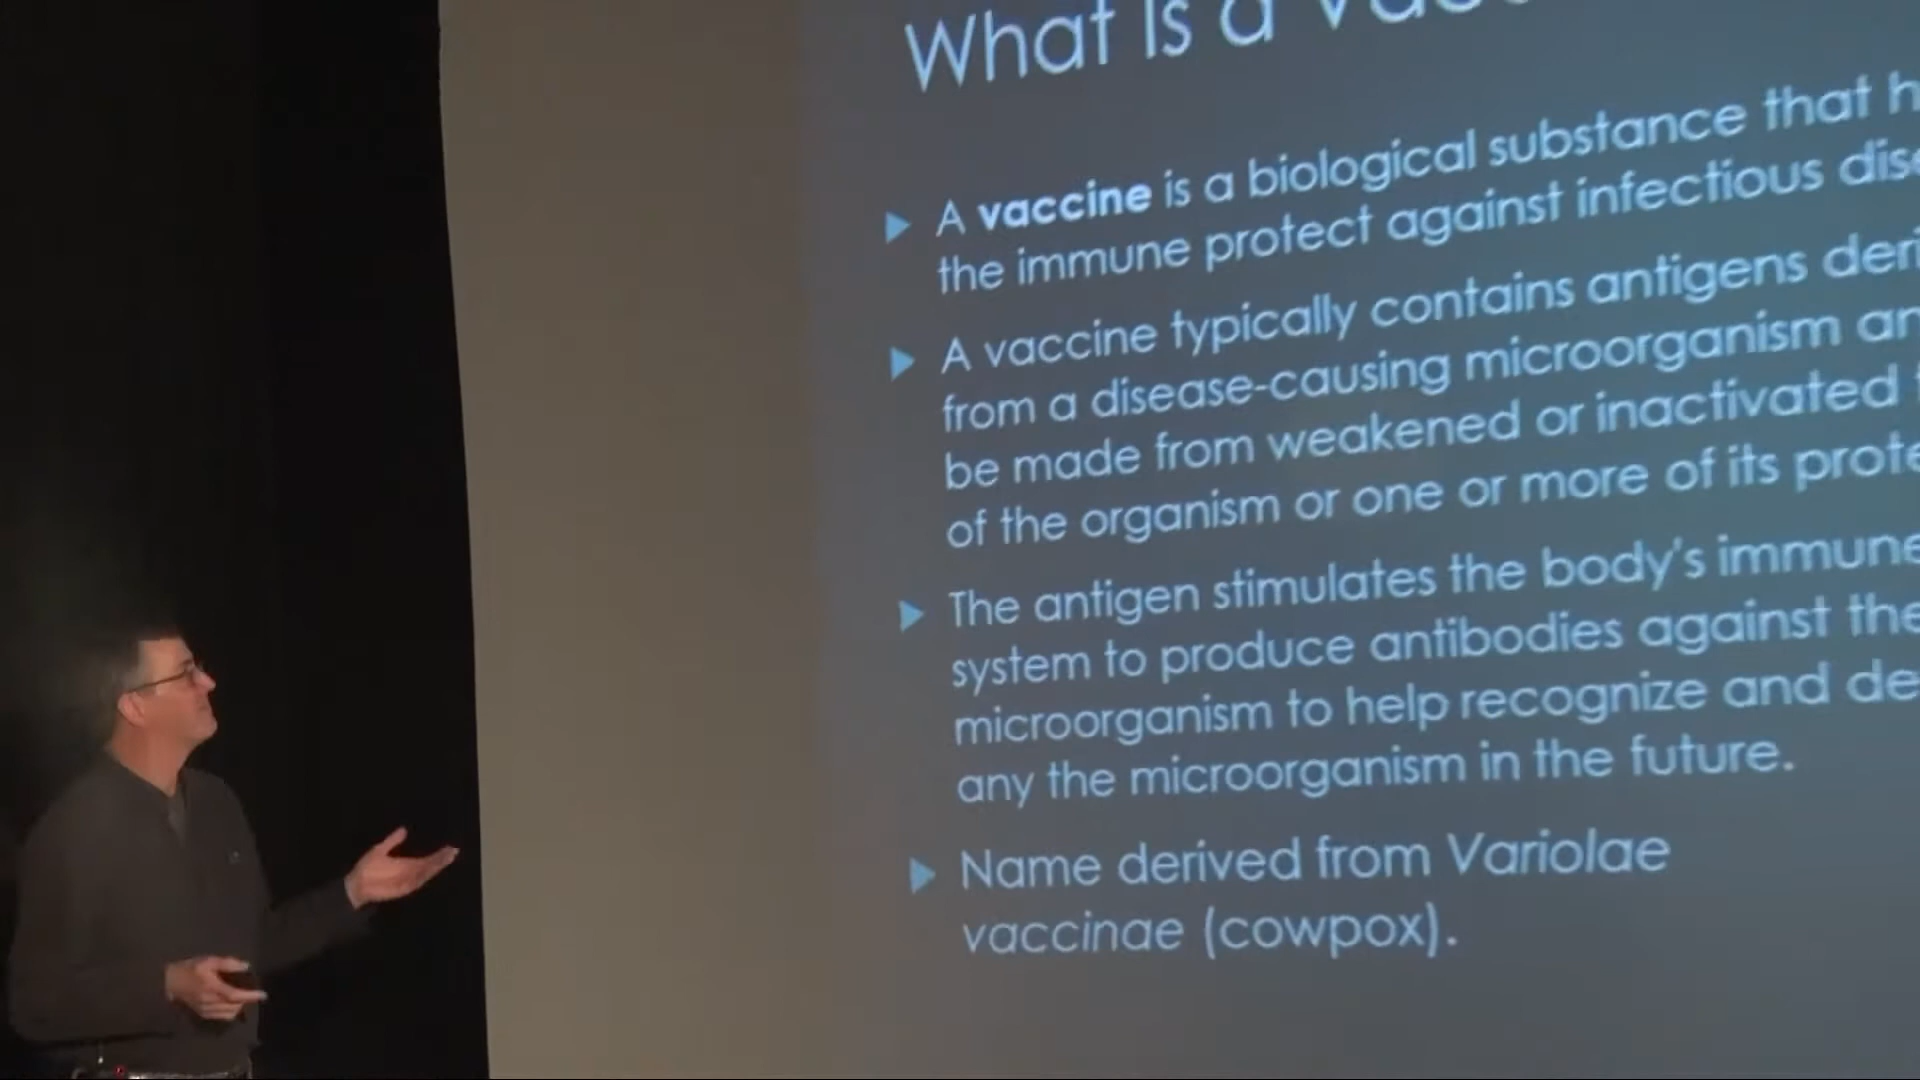 What is a
A vaccine is a biological substance that
the immune protect against infectious
A vaccine typically contains antigens
from a disease-causing microorganism
be made from weakened or inactivated
of the organism or one or more of its
The antigen stimulates the body's immune
system to produce antibodies against the
microorganism to help recognize and
any the microorganism in the future.
Name derived from Variolae
vaccinae (cowpox).